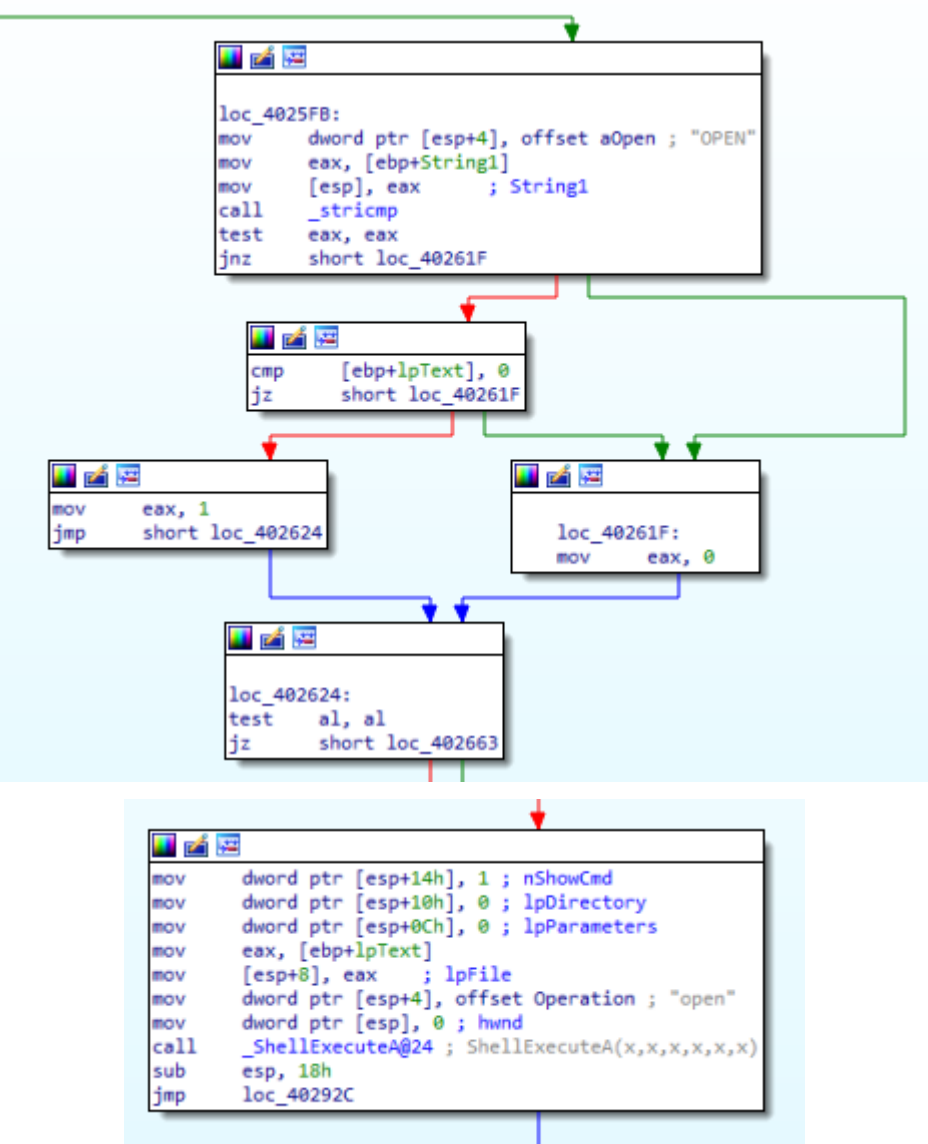 loc_4025FB:
mov dword ptr [esp+4], offset aOpen ; "OPEN"
mov eax, [ebp+String1]
mov [esp], eax ; String1
call _stricmp
test eax, eax
jnz short loc_40261F
cmp [ebp+lpText], 0
jz short loc_40261F
mov eax, 1
jmp short loc_402624
loc_40261F:
mov eax, 0
loc_402624:
test al, al
jz short loc_402663
mov dword ptr [esp+14h], 1 ; nShowCmd
mov dword ptr [esp+10h], 0 ; lpDirectory
mov dword ptr [esp+0Ch], 0 ; lpParameters
mov eax, [ebp+lpText]
mov [esp+8], eax ; lpFile
mov dword ptr [esp+4], offset Operation ; "open"
mov dword ptr [esp], 0 ; hwnd
call _ShellExecuteA@24 ; ShellExecuteA(x,x,x,x,x,x)
sub esp, 18h
jmp loc_40292C